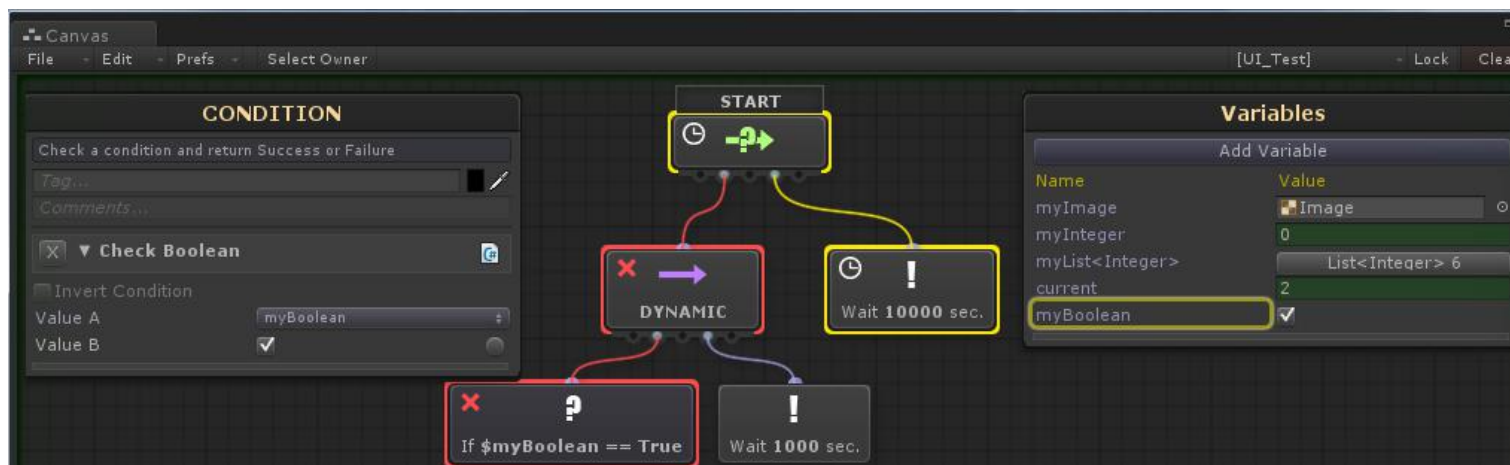 Canvas
File Edit Prefs Select Owner [UI_Test] Lock Clea
CONDITION
Check a condition and return Success or Failure
Tag...
Comments...
X ▼ Check Boolean
Invert Condition
Value A myBoolean
Value B
START
DYNAMIC
Wait 10000 sec.
If $myBoolean == True
Wait 1000 sec.
Variables
Add Variable
Name Value
myImage Image
myInteger 0
myList<Integer> List<Integer> 6
current 2
myBoolean